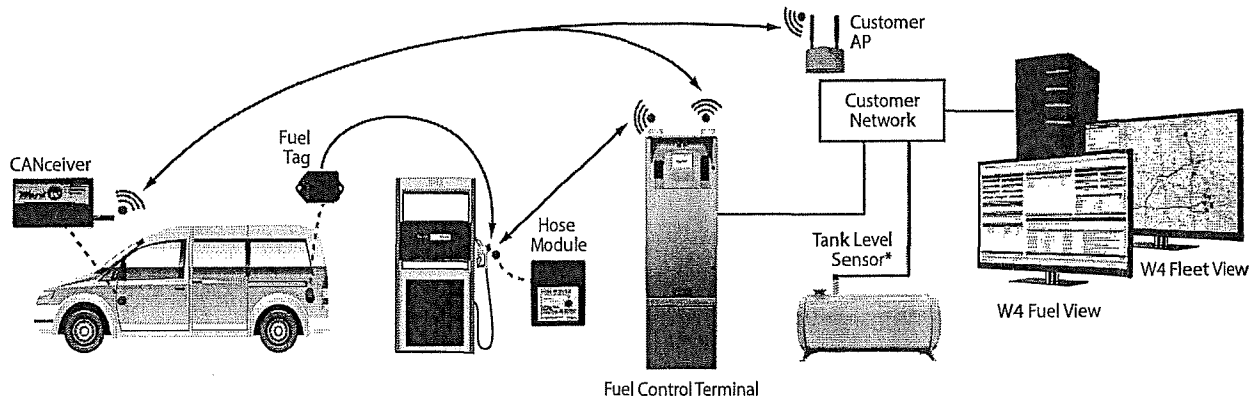 Customer
AP
Customer
Network
Fuel
Tag
CANceiver
Hose
Module
Tank Level
Sensor*
W4 Fleet View
W4 Fuel View
Fuel Control Terminal